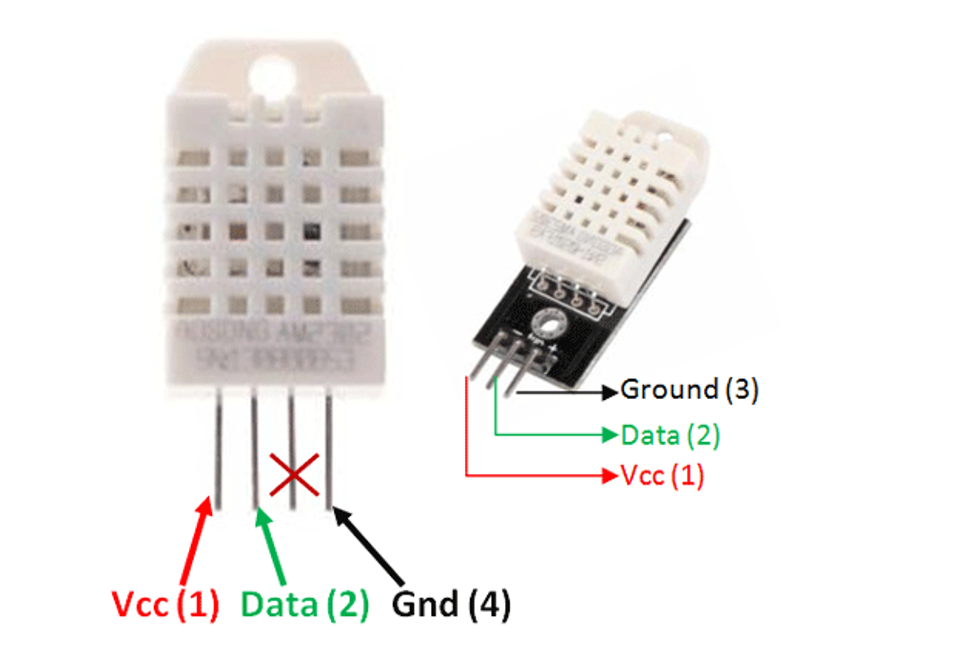 AOSONG AM2302
Ground (3)
Data (2)
Vcc (1)
− +
Vcc (1) Data (2) Gnd (4)